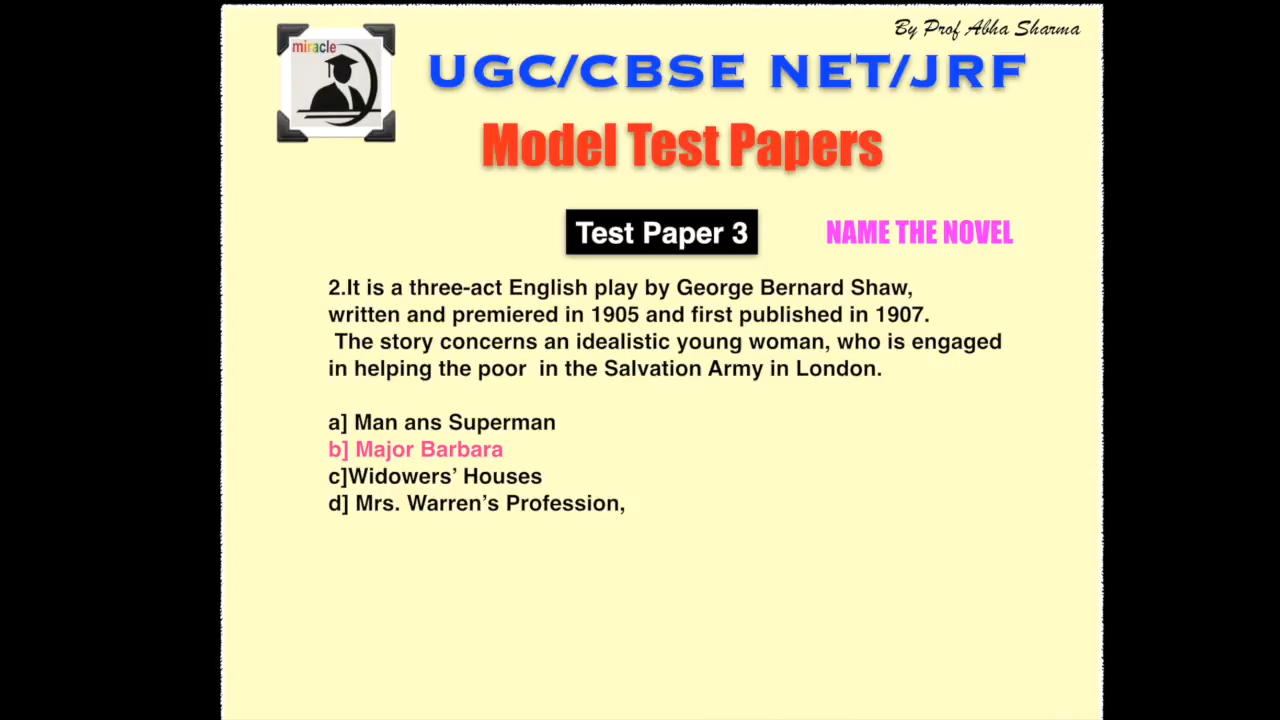 By Prof Abha Sharma
miracle
UGC/CBSE NET/JRF
Model Test Papers
Test Paper 3
NAME THE NOVEL
2.It is a three-act English play by George Bernard Shaw,
written and premiered in 1905 and first published in 1907.
The story concerns an idealistic young woman, who is engaged
in helping the poor in the Salvation Army in London.
a] Man ans Superman
b] Major Barbara
c]Widowers’ Houses
d] Mrs. Warren’s Profession,